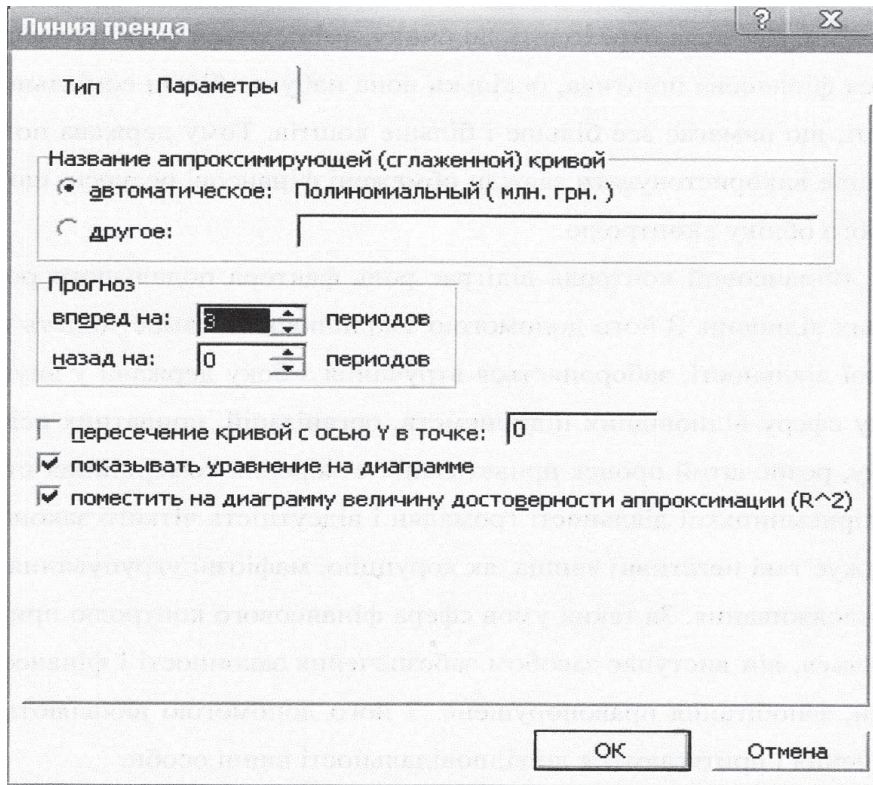 Линия тренда
Тип Параметры
Название аппроксимирующей (сглаженной) кривой
автоматическое: Полиномиальный ( млн. грн. )
другое:
Прогноз
вперед на: 3 периодов
назад на: 0 периодов
пересечение кривой с осью Y в точке: 0
показывать уравнение на диаграмме
поместить на диаграмму величину достоверности аппроксимации (R^2)
ОК Отмена